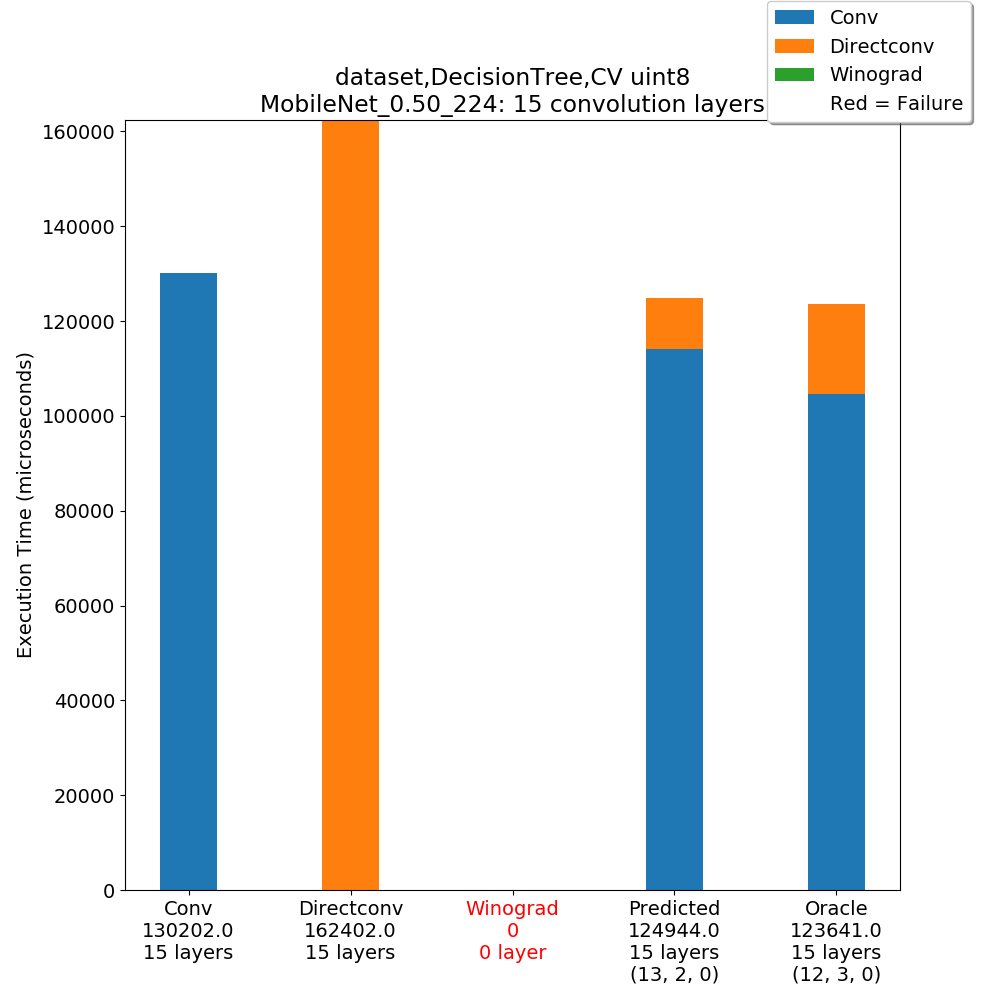 Conv
Directconv
Winograd
Red = Failure
dataset,DecisionTree,CV uint8
MobileNet_0.50_224: 15 convolution layers
Execution Time (microseconds)
160000
140000
120000
100000
80000
60000
40000
20000
0
Conv
130202.0
15 layers
Directconv
162402.0
15 layers
Winograd
0
0 layer
Predicted
124944.0
15 layers
(13, 2, 0)
Oracle
123641.0
15 layers
(12, 3, 0)